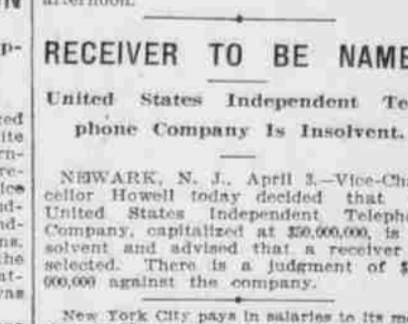 afternoon.
RECEIVER TO BE NAME
United States Independent Te
phone Company Is Insolvent.
NEWARK, N. J., April 3.—Vice-Cha
cellor Howell today decided that
United States Independent Teleph
Company, capitalized at $50,000,000, is
solvent and advised that a receiver
selected. There is a judgment of $
000,000 against the company.
New York City pays in salaries to its m